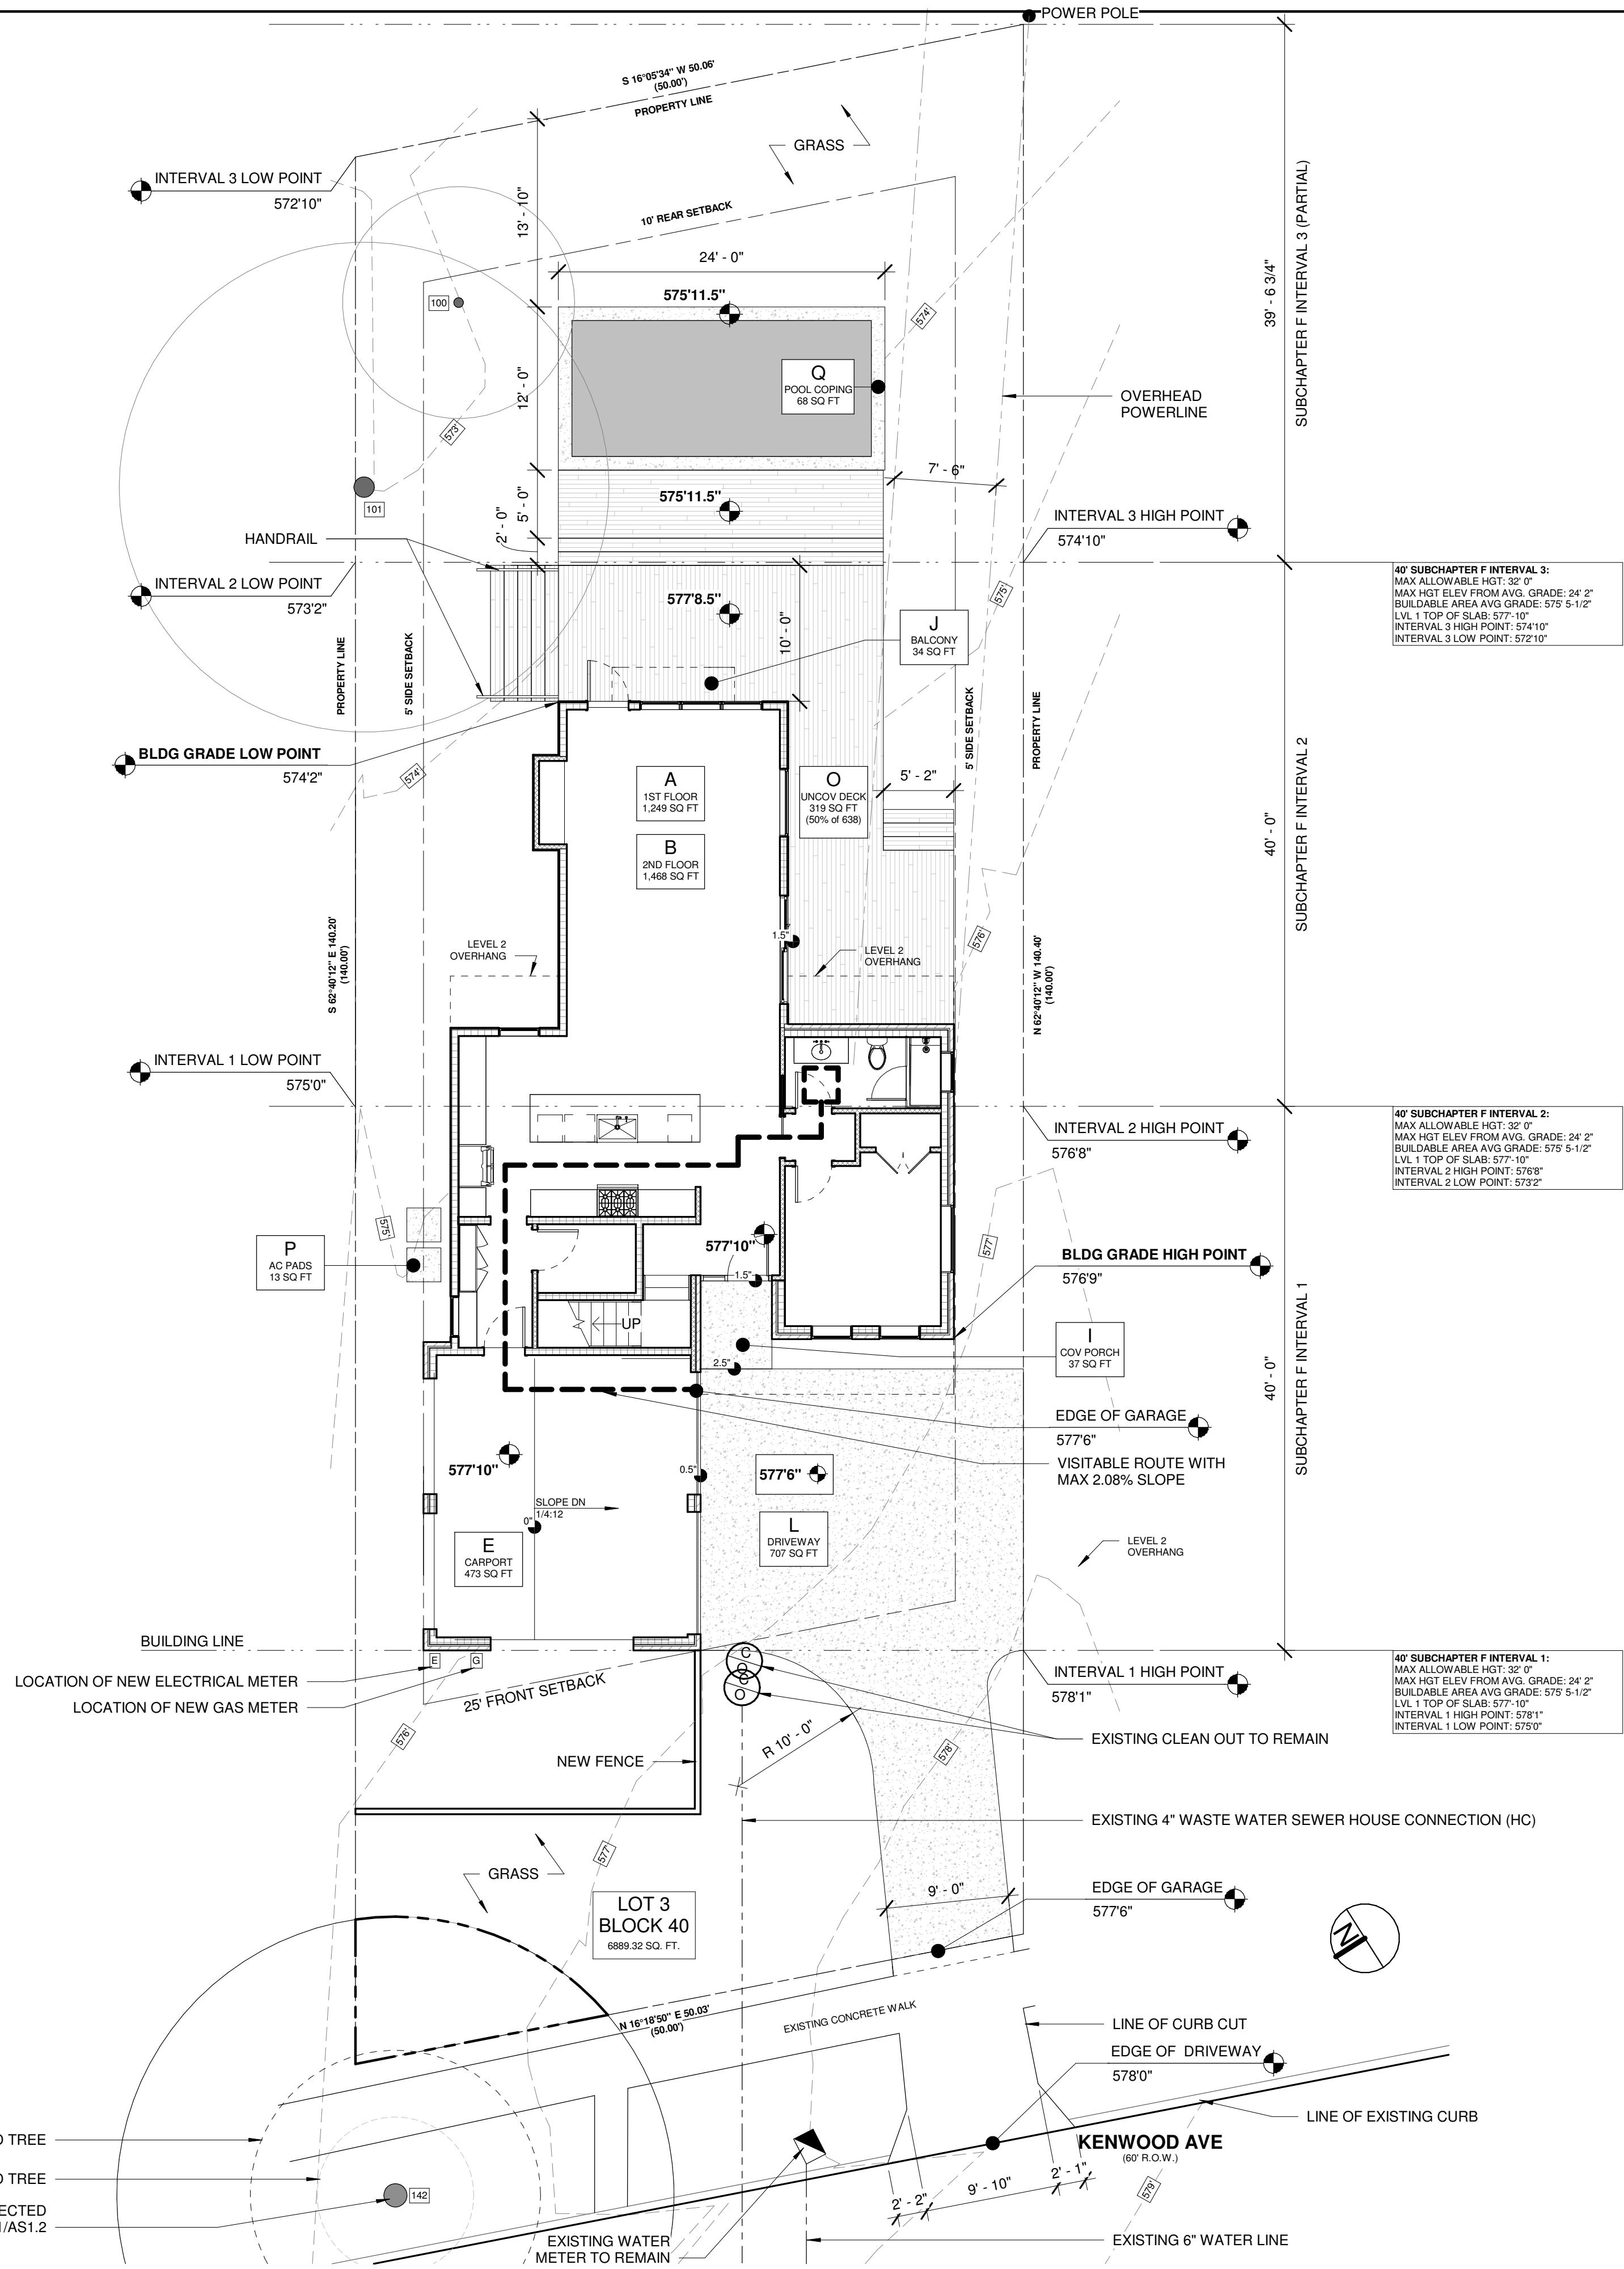 POWER POLE
S 16°05'34" W 50.06'
(50.00')
PROPERTY LINE
GRASS
INTERVAL 3 LOW POINT
572'10"
13' - 10"
10' REAR SETBACK
39' - 6 3/4"
SUBCHAPTER F INTERVAL 3 (PARTIAL)
24' - 0"
575'11.5"
100
574'
Q
POOL COPING
68 SQ FT
12' - 0"
OVERHEAD
POWERLINE
573'
7' - 6"
101
575'11.5"
5' - 0"
2' - 0"
INTERVAL 3 HIGH POINT
574'10"
HANDRAIL
INTERVAL 2 LOW POINT
573'2"
40' SUBCHAPTER F INTERVAL 3:
MAX ALLOWABLE HGT: 32' 0"
MAX HGT ELEV FROM AVG. GRADE: 24' 2"
BUILDABLE AREA AVG GRADE: 575' 5-1/2"
LVL 1 TOP OF SLAB: 577'-10"
INTERVAL 3 HIGH POINT: 574'10"
INTERVAL 3 LOW POINT: 572'10"
577'8.5"
575'
10' - 0"
J
BALCONY
34 SQ FT
PROPERTY LINE
5' SIDE SETBACK
5' SIDE SETBACK
PROPERTY LINE
BLDG GRADE LOW POINT
574'2"
574'
A
1ST FLOOR
1,249 SQ FT
O
UNCOV DECK
319 SQ FT
(50% of 638)
5' - 2"
B
2ND FLOOR
1,468 SQ FT
40' - 0"
SUBCHAPTER F INTERVAL 2
S 62°40'12" E 140.20'
(140.00')
LEVEL 2
OVERHANG
1.5"
LEVEL 2
OVERHANG
576'
N 62°40'12" W 140.40'
(140.00')
INTERVAL 1 LOW POINT
575'0"
INTERVAL 2 HIGH POINT
576'8"
40' SUBCHAPTER F INTERVAL 2:
MAX ALLOWABLE HGT: 32' 0"
MAX HGT ELEV FROM AVG. GRADE: 24' 2"
BUILDABLE AREA AVG GRADE: 575' 5-1/2"
LVL 1 TOP OF SLAB: 577'-10"
INTERVAL 2 HIGH POINT: 576'8"
INTERVAL 2 LOW POINT: 573'2"
575'
P
AC PADS
13 SQ FT
577'10"
1.5"
577'
BLDG GRADE HIGH POINT
576'9"
UP
I
COV PORCH
37 SQ FT
2.5"
40' - 0"
SUBCHAPTER F INTERVAL 1
EDGE OF GARAGE
577'6"
VISITABLE ROUTE WITH
MAX 2.08% SLOPE
577'10"
0.5"
577'6"
SLOPE DN
1/4:12
0"
E
CARPORT
473 SQ FT
L
DRIVEWAY
707 SQ FT
LEVEL 2
OVERHANG
BUILDING LINE
E
G
C
O
C
O
LOCATION OF NEW ELECTRICAL METER
LOCATION OF NEW GAS METER
25' FRONT SETBACK
INTERVAL 1 HIGH POINT
578'1"
40' SUBCHAPTER F INTERVAL 1:
MAX ALLOWABLE HGT: 32' 0"
MAX HGT ELEV FROM AVG. GRADE: 24' 2"
BUILDABLE AREA AVG GRADE: 575' 5-1/2"
LVL 1 TOP OF SLAB: 577'-10"
INTERVAL 1 HIGH POINT: 578'1"
INTERVAL 1 LOW POINT: 575'0"
576'
R 10' - 0"
578'
EXISTING CLEAN OUT TO REMAIN
NEW FENCE
EXISTING 4" WASTE WATER SEWER HOUSE CONNECTION (HC)
577'
GRASS
9' - 0"
EDGE OF GARAGE
577'6"
LOT 3
BLOCK 40
6889.32 SQ. FT.
N
N 16°18'50" E 50.03'
(50.00')
EXISTING CONCRETE WALK
LINE OF CURB CUT
EDGE OF DRIVEWAY
578'0"
LINE OF EXISTING CURB
KENWOOD AVE
(60' R.O.W.)
D TREE
D TREE
142
2' - 2"
9' - 10"
2' - 1"
579'
ECTED
1/AS1.2
EXISTING WATER
METER TO REMAIN
EXISTING 6" WATER LINE